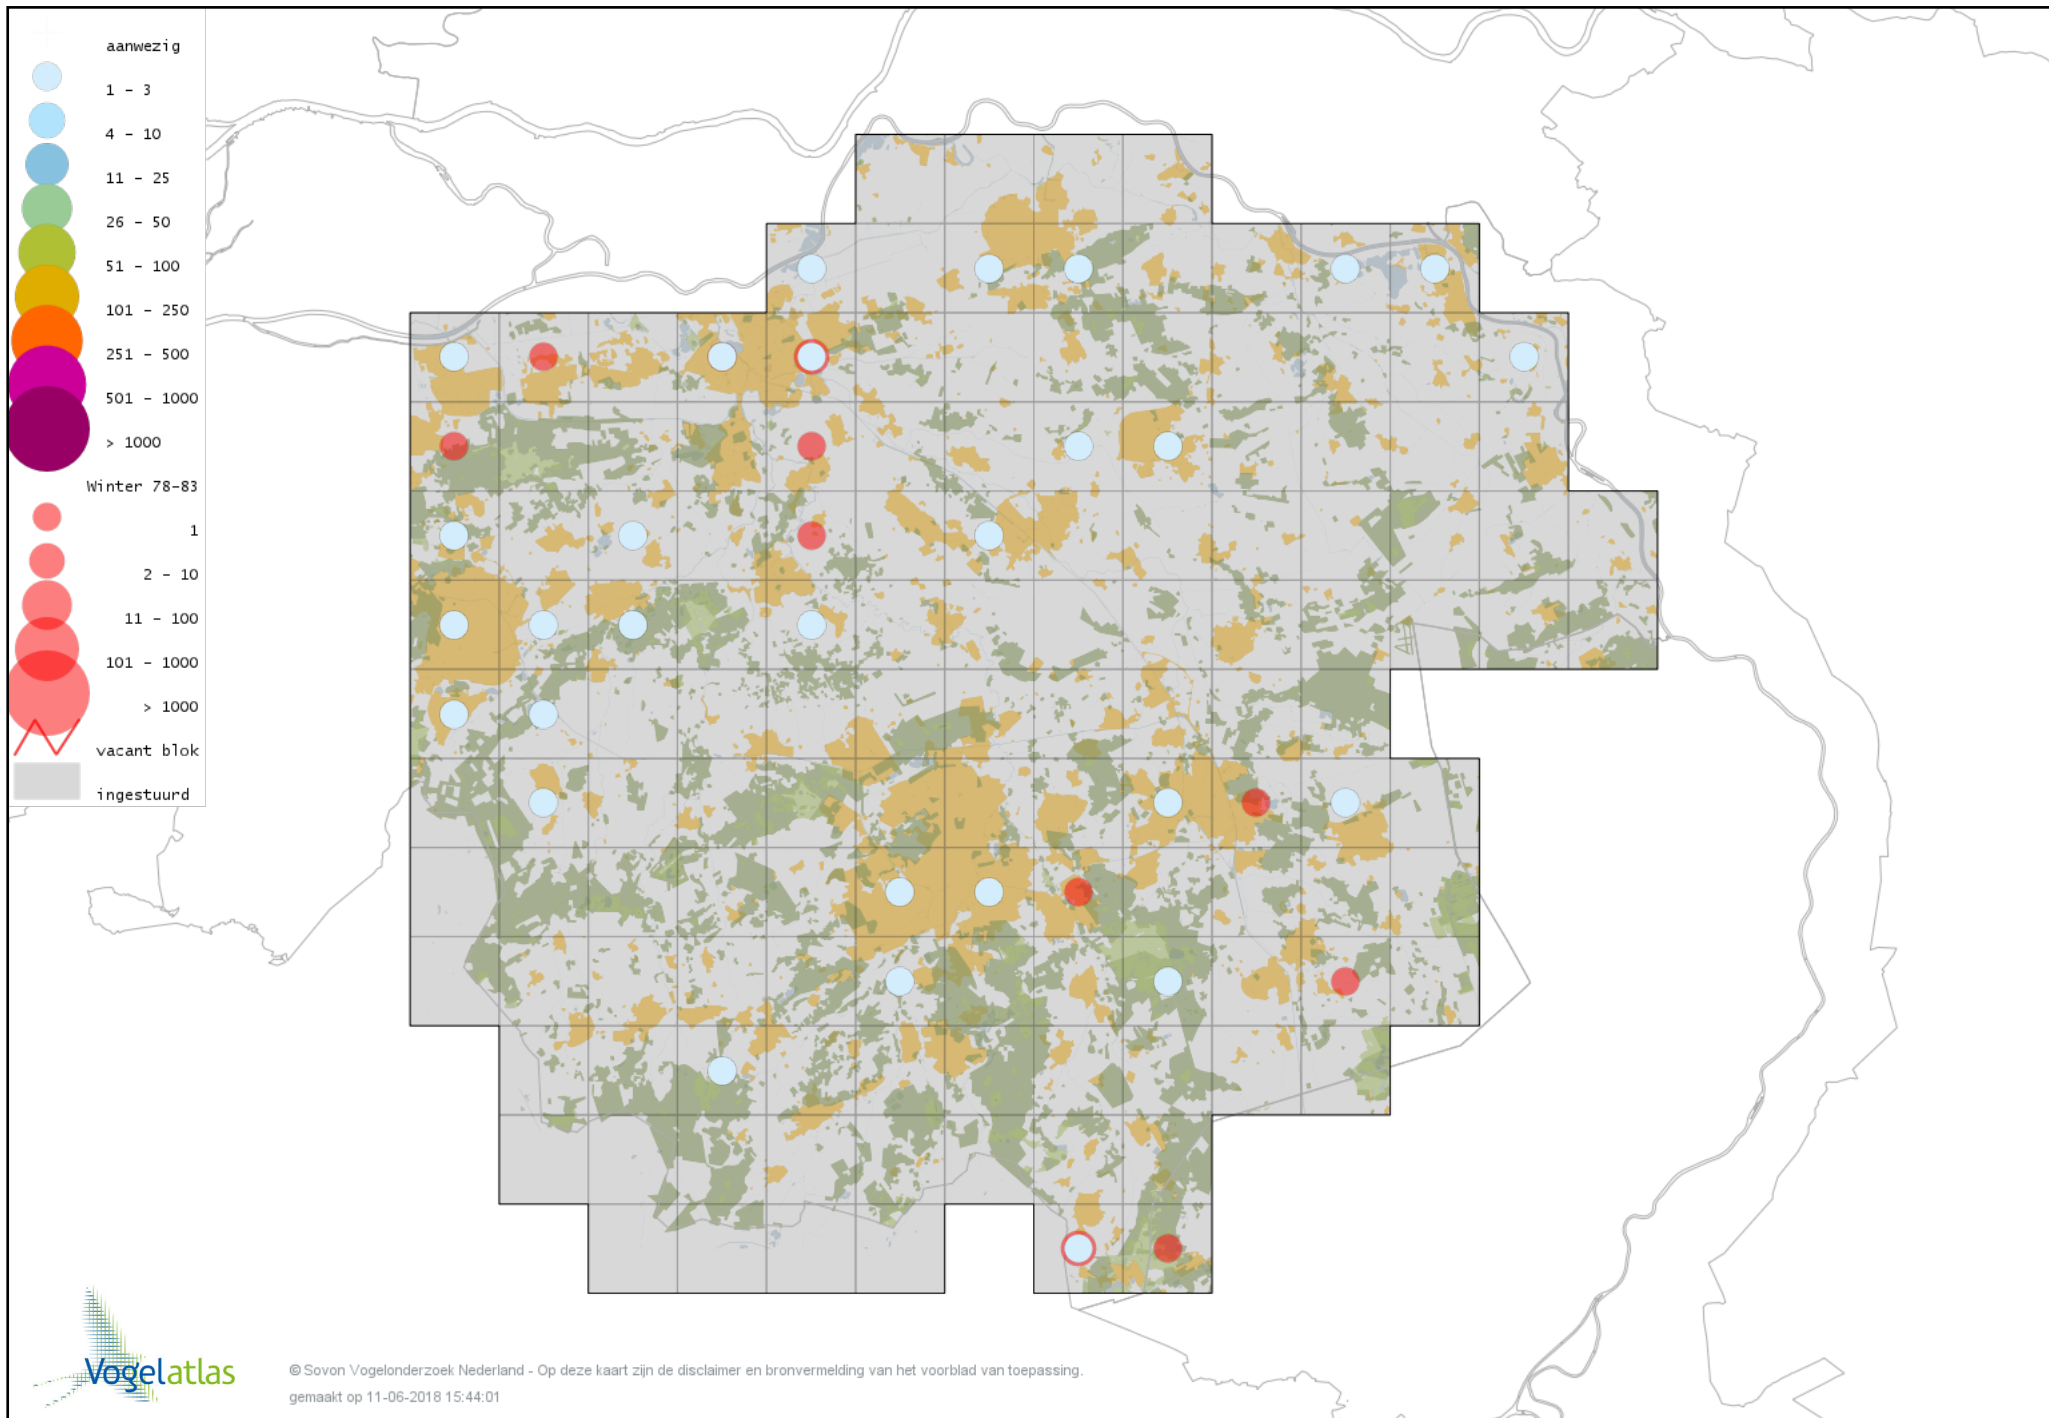 aanwezig
1 - 3
4 - 10
11 - 25
26 - 50
51 - 100
101 - 250
251 - 500
501 - 1000
> 1000
Winter 78-83
1
2 - 10
11 - 100
101 - 1000
> 1000
vacant blok
ingestuurd
Vogelatlas
© Sovon Vogelonderzoek Nederland - Op deze kaart zijn de disclaimer en bronvermelding van het voorblad van toepassing.
gemaakt op 11-06-2018 15:44:01